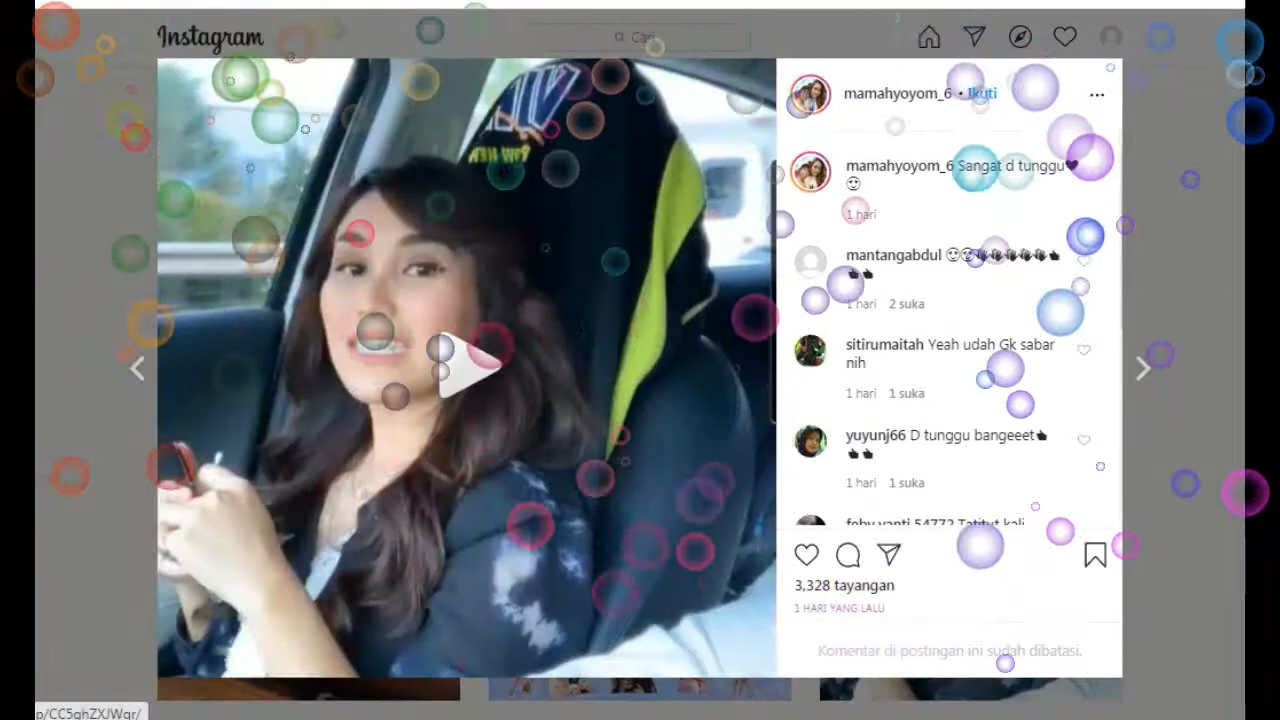 Instagram
Cari
mamahyoyom_6 • Ikuti
mamahyoyom_6 Sangat d tunggu
1 hari
mantangabdul
1 hari 2 suka
sitirumaitah Yeah udah Gk sabar
nih
1 hari 1 suka
yuyunj66 D tunggu bangeeet
1 hari 1 suka
3,328 tayangan
1 HARI YANG LALU
Komentar di postingan ini sudah dibatasi.